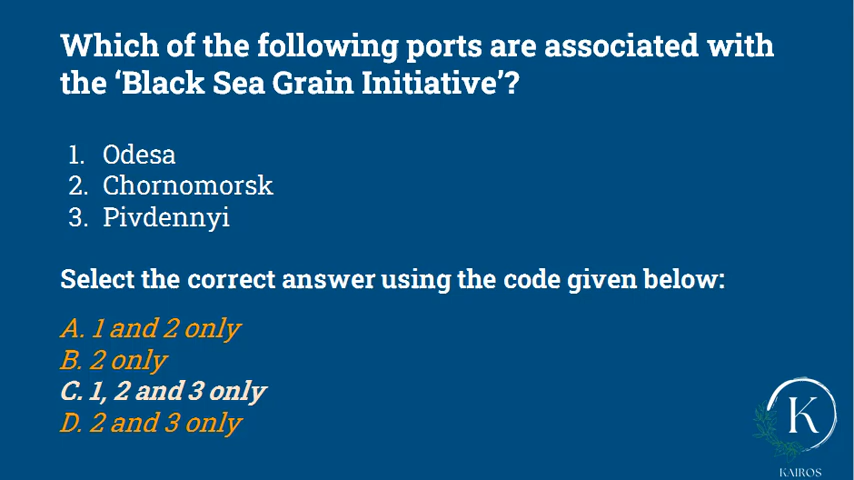 Which of the following ports are associated with
the ‘Black Sea Grain Initiative’?
1. Odesa
2. Chornomorsk
3. Pivdennyi
Select the correct answer using the code given below:
A. 1 and 2 only
B. 2 only
C. 1, 2 and 3 only
D. 2 and 3 only
K
KAIROS